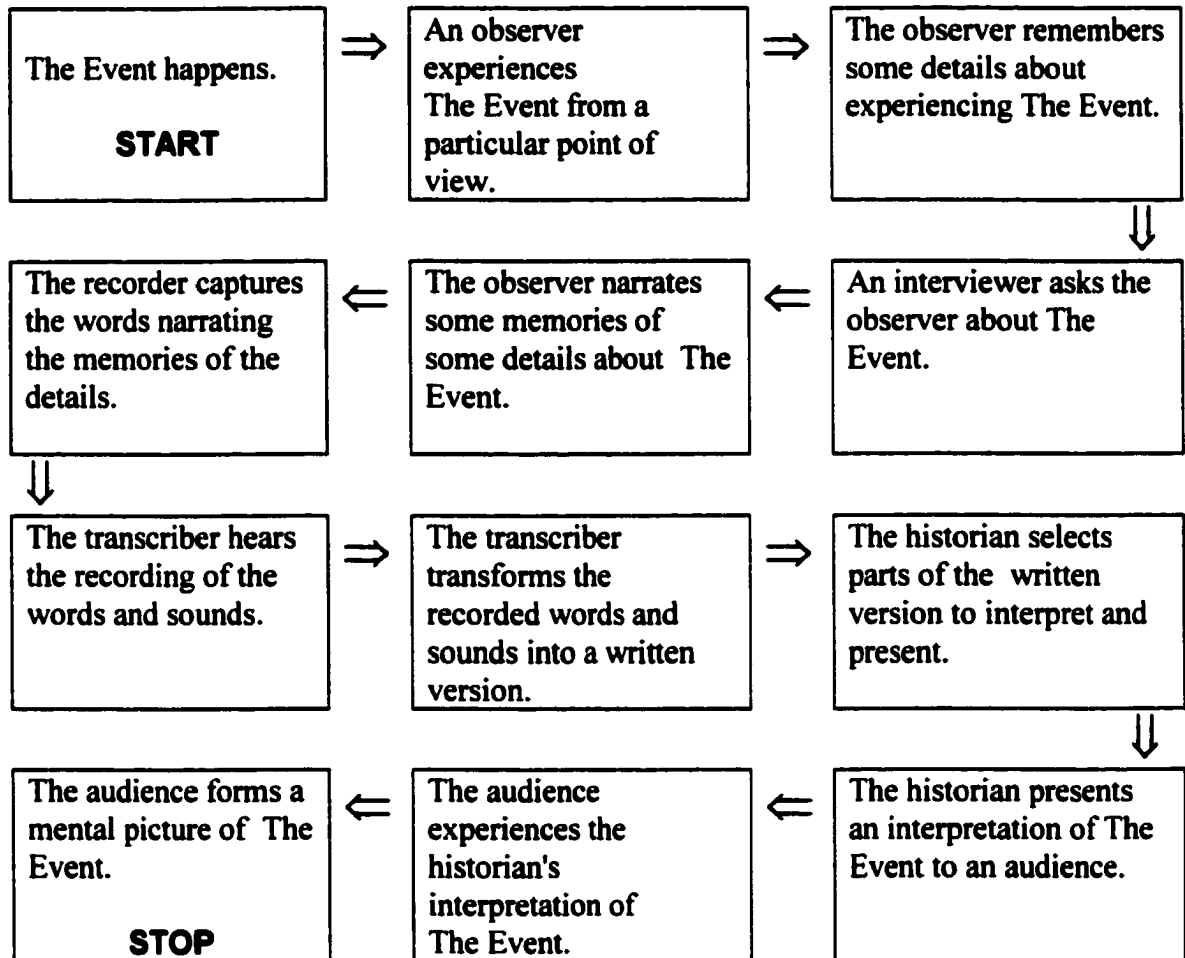 The Event happens.
START
An observer
experiences
The Event from a
particular point of
view.
The observer remembers
some details about
experiencing The Event.
An interviewer asks the
observer about The
Event.
The observer narrates
some memories of
some details about The
Event.
The recorder captures
the words narrating
the memories of the
details.
The transcriber hears
the recording of the
words and sounds.
The transcriber
transforms the
recorded words and
sounds into a written
version.
The historian selects
parts of the written
version to interpret and
present.
The historian presents
an interpretation of The
Event to an audience.
The audience
experiences the
historian's
interpretation of
The Event.
The audience forms a
mental picture of The
Event.
STOP